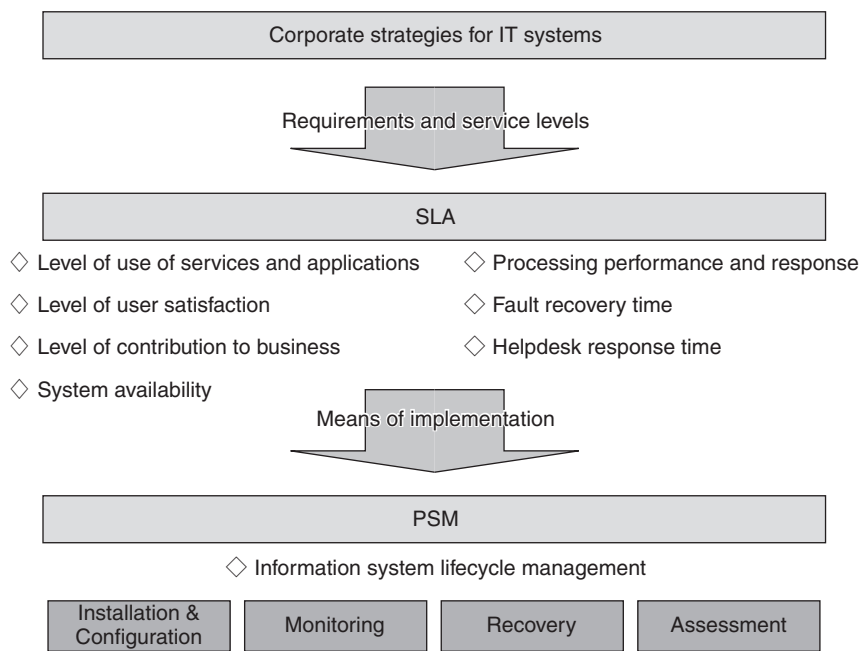 Corporate strategies for IT systems
Requirements and service levels
SLA
◇ Level of use of services and applications
◇ Level of user satisfaction
◇ Level of contribution to business
◇ System availability
◇ Processing performance and response
◇ Fault recovery time
◇ Helpdesk response time
Means of implementation
PSM
◇ Information system lifecycle management
Installation &
Configuration
Monitoring
Recovery
Assessment